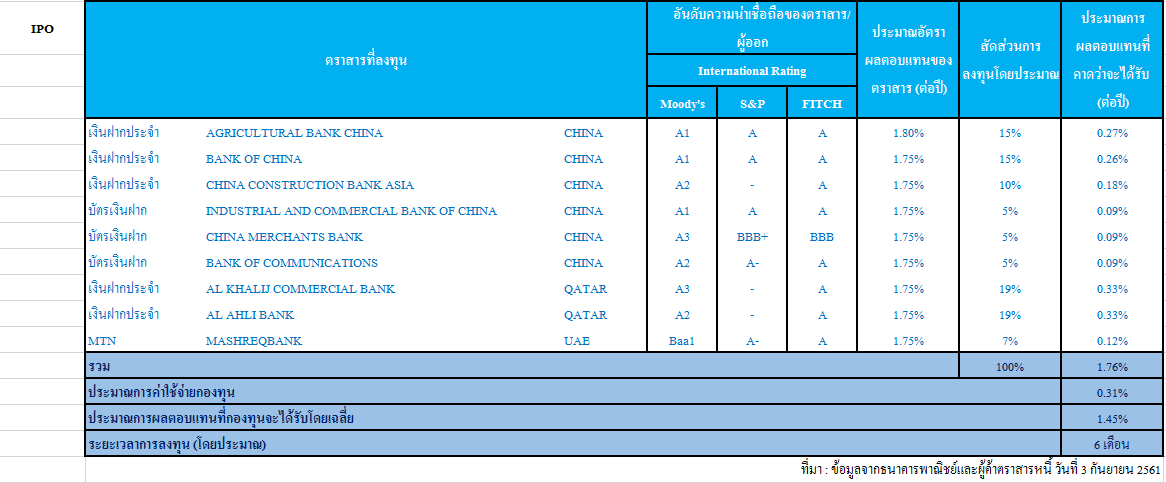 IPO
ตราสารที่ลงทุน
อันดับความน่าเชื่อถือของตราสาร/
ผู้ออก
International Rating
Moody's S&P FITCH
ประมาณอัตรา
ผลตอบแทนของ
ตราสาร (ต่อปี)
สัดส่วนการ
ลงทุนโดยประมาณ
ประมาณการ
ผลตอบแทนที่
คาดว่าจะได้รับ
(ต่อปี)
เงินฝากประจำ AGRICULTURAL BANK CHINA CHINA A1 A A 1.80% 15% 0.27%
เงินฝากประจำ BANK OF CHINA CHINA A1 A A 1.75% 15% 0.26%
เงินฝากประจำ CHINA CONSTRUCTION BANK ASIA CHINA A2 - A 1.75% 10% 0.18%
บัตรเงินฝาก INDUSTRIAL AND COMMERCIAL BANK OF CHINA CHINA A1 A A 1.75% 5% 0.09%
บัตรเงินฝาก CHINA MERCHANTS BANK CHINA A3 BBB+ BBB 1.75% 5% 0.09%
บัตรเงินฝาก BANK OF COMMUNICATIONS CHINA A2 A- A 1.75% 5% 0.09%
เงินฝากประจำ AL KHALIJ COMMERCIAL BANK QATAR A3 - A 1.75% 19% 0.33%
เงินฝากประจำ AL AHLI BANK QATAR A2 - A 1.75% 19% 0.33%
MTN MASHREQBANK UAE Baa1 A- A 1.75% 7% 0.12%
รวม 100% 1.76%
ประมาณการค่าใช้จ่ายกองทุน 0.31%
ประมาณการผลตอบแทนที่กองทุนจะได้รับโดยเฉลี่ย 1.45%
ระยะเวลาการลงทุน (โดยประมาณ) 6 เดือน
ที่มา : ข้อมูลจากธนาคารพาณิชย์และผู้ค้าตราสารหนี้ วันที่ 3 กันยายน 2561